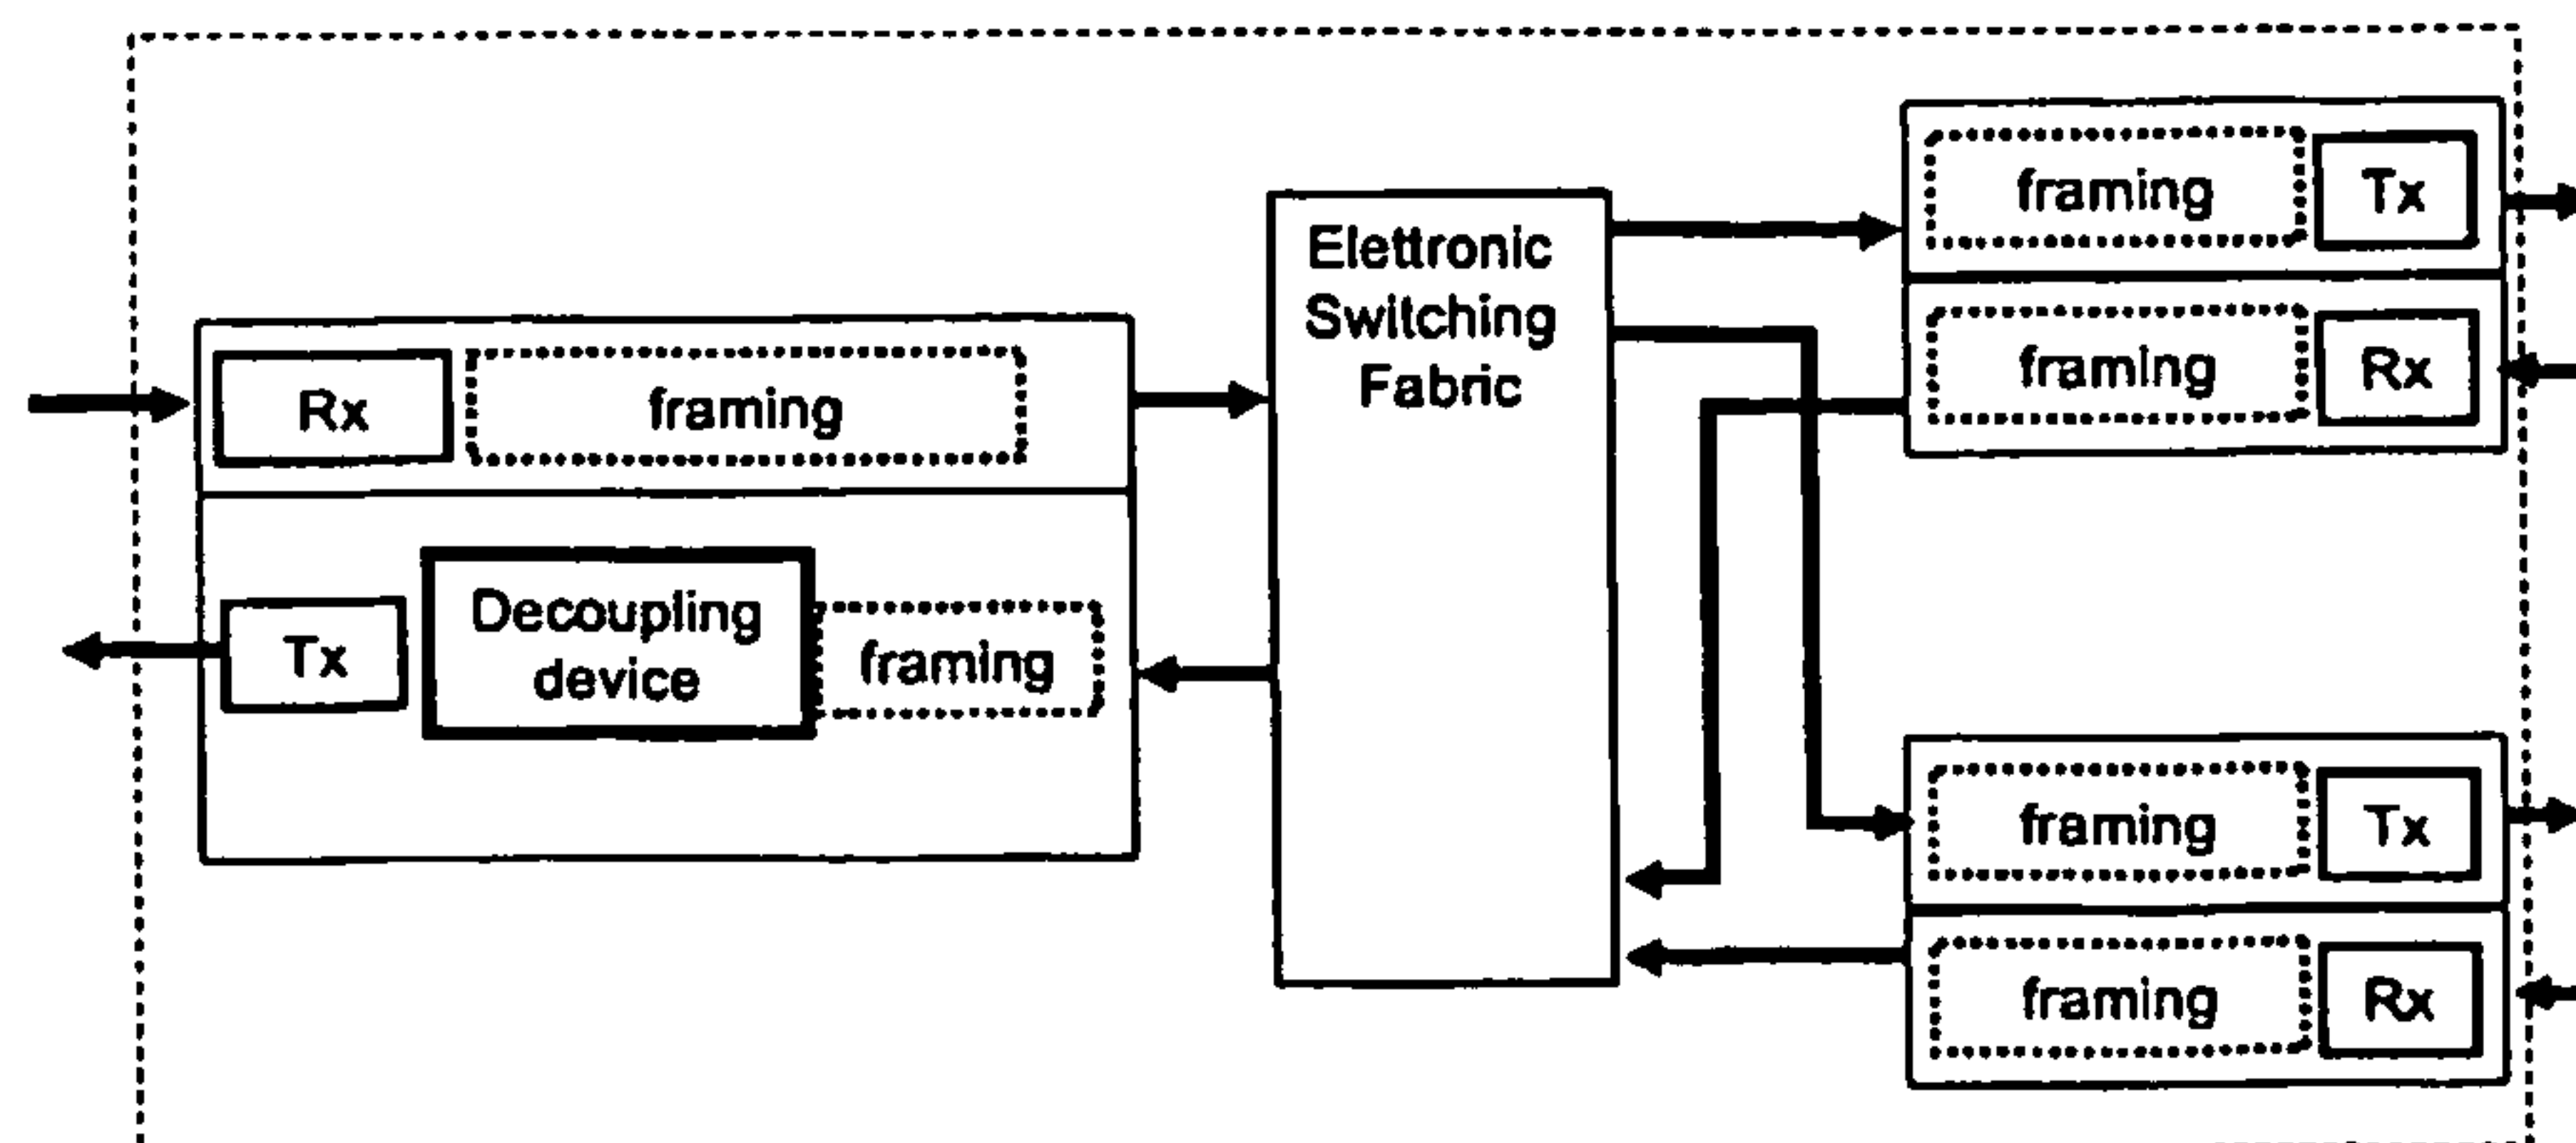 framing Tx
framing Rx
Elettronic
Switching
Fabric
Rx framing
Decoupling
device
Tx
framing
framing Tx
framing Rx